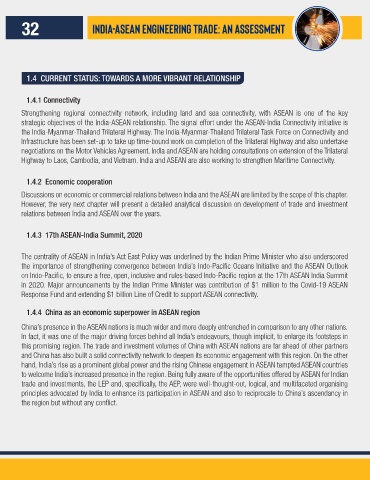 32
INDIA-ASEAN ENGINEERING TRADE: AN ASSESSMENT
1.4 CURRENT STATUS: TOWARDS A MORE VIBRANT RELATIONSHIP
1.4.1 Connectivity
Strengthening regional connectivity network, including land and sea connectivity, with ASEAN is one of the key
strategic objectives of the India-ASEAN relationship. The signal effort under the ASEAN-India Connectivity initiative is
the India-Myanmar-Thailand Trilateral Highway. The India-Myanmar-Thailand Trilateral Task Force on Connectivity and
Infrastructure has been set-up to take up time-bound work on completion of the Trilateral Highway and also undertake
negotiations on the Motor Vehicles Agreement. India and ASEAN are holding consultations on extension of the Trilateral
Highway to Laos, Cambodia, and Vietnam. India and ASEAN are also working to strengthen Maritime Connectivity.
1.4.2 Economic cooperation
Discussions on economic or commercial relations between India and the ASEAN are limited by the scope of this chapter.
However, the very next chapter will present a detailed analytical discussion on development of trade and investment
relations between India and ASEAN over the years.
1.4.3 17th ASEAN-India Summit, 2020
The centrality of ASEAN in India's Act East Policy was underlined by the Indian Prime Minister who also underscored
the importance of strengthening convergence between India's Indo-Pacific Oceans Initiative and the ASEAN Outlook
on Indo-Pacific, to ensure a free, open, inclusive and rules-based Indo-Pacific region at the 17th ASEAN India Summit
in 2020. Major announcements by the Indian Prime Minister was contribution of $1 million to the Covid-19 ASEAN
Response Fund and extending $1 billion Line of Credit to support ASEAN connectivity.
1.4.4 China as an economic superpower in ASEAN region
China's presence in the ASEAN nations is much wider and more deeply entrenched in comparison to any other nations.
In fact, it was one of the major driving forces behind all India's endeavours, though implicit, to enlarge its footsteps in
this promising region. The trade and investment volumes of China with ASEAN nations are far ahead of other partners
and China has also built a solid connectivity network to deepen its economic engagement with this region. On the other
hand, India's rise as a prominent global power and the rising Chinese engagement in ASEAN tempted ASEAN countries
to welcome India's increased presence in the region. Being fully aware of the opportunities offered by ASEAN for Indian
trade and investments, the LEP and, specifically, the AEP, were well-thought-out, logical, and multifaceted organising
principles advocated by India to enhance its participation in ASEAN and also to reciprocate to China's ascendancy in
the region but without any conflict.